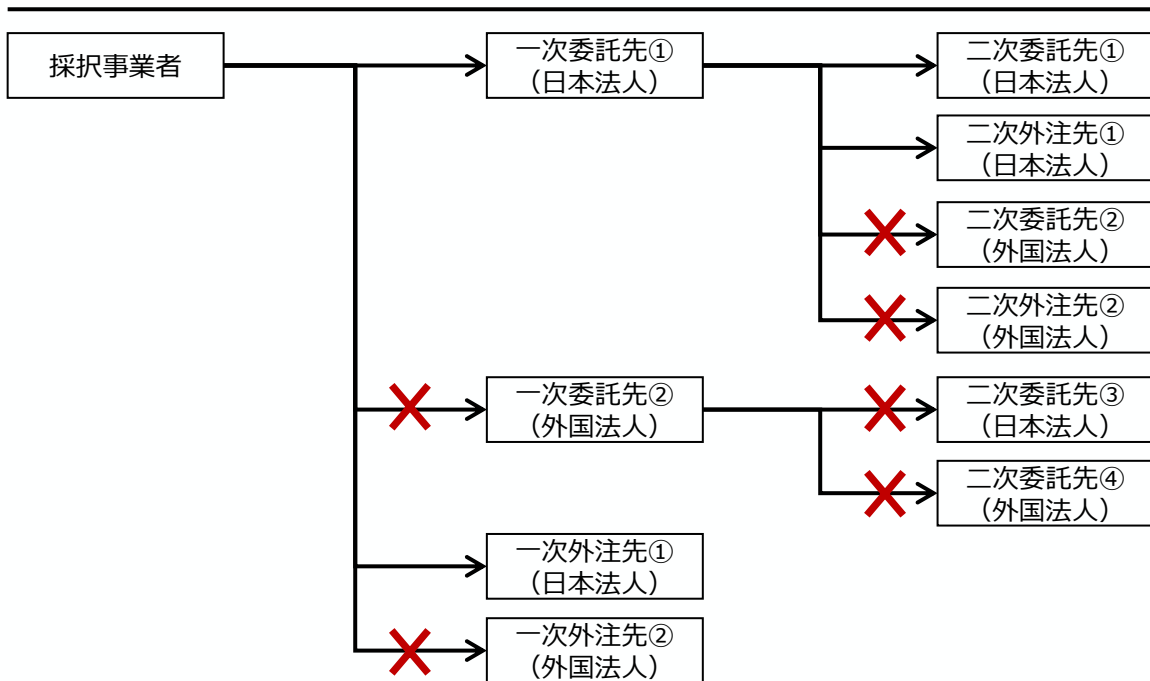 採択事業者
一次委託先①
（日本法人）
二次委託先①
（日本法人）
二次外注先①
（日本法人）
二次委託先②
（外国法人）
二次外注先②
（外国法人）
一次委託先②
（外国法人）
二次委託先③
（日本法人）
二次委託先④
（外国法人）
一次外注先①
（日本法人）
一次外注先②
（外国法人）